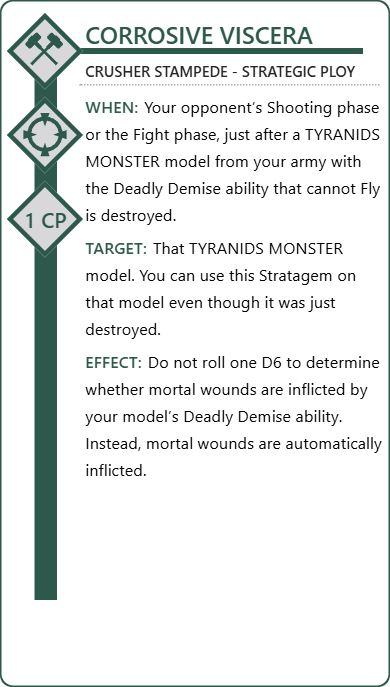 CORROSIVE VISCERA
CRUSHER STAMPEDE - STRATEGIC PLOY
WHEN: Your opponent's Shooting phase
or the Fight phase, just after a TYRANIDS
MONSTER model from your army with
the Deadly Demise ability that cannot Fly
is destroyed.
1 CP
TARGET: That TYRANIDS MONSTER
model. You can use this Stratagem on
that model even though it was just
destroyed.
EFFECT: Do not roll one D6 to determine
whether mortal wounds are inflicted by
your model's Deadly Demise ability.
Instead, mortal wounds are automatically
inflicted.